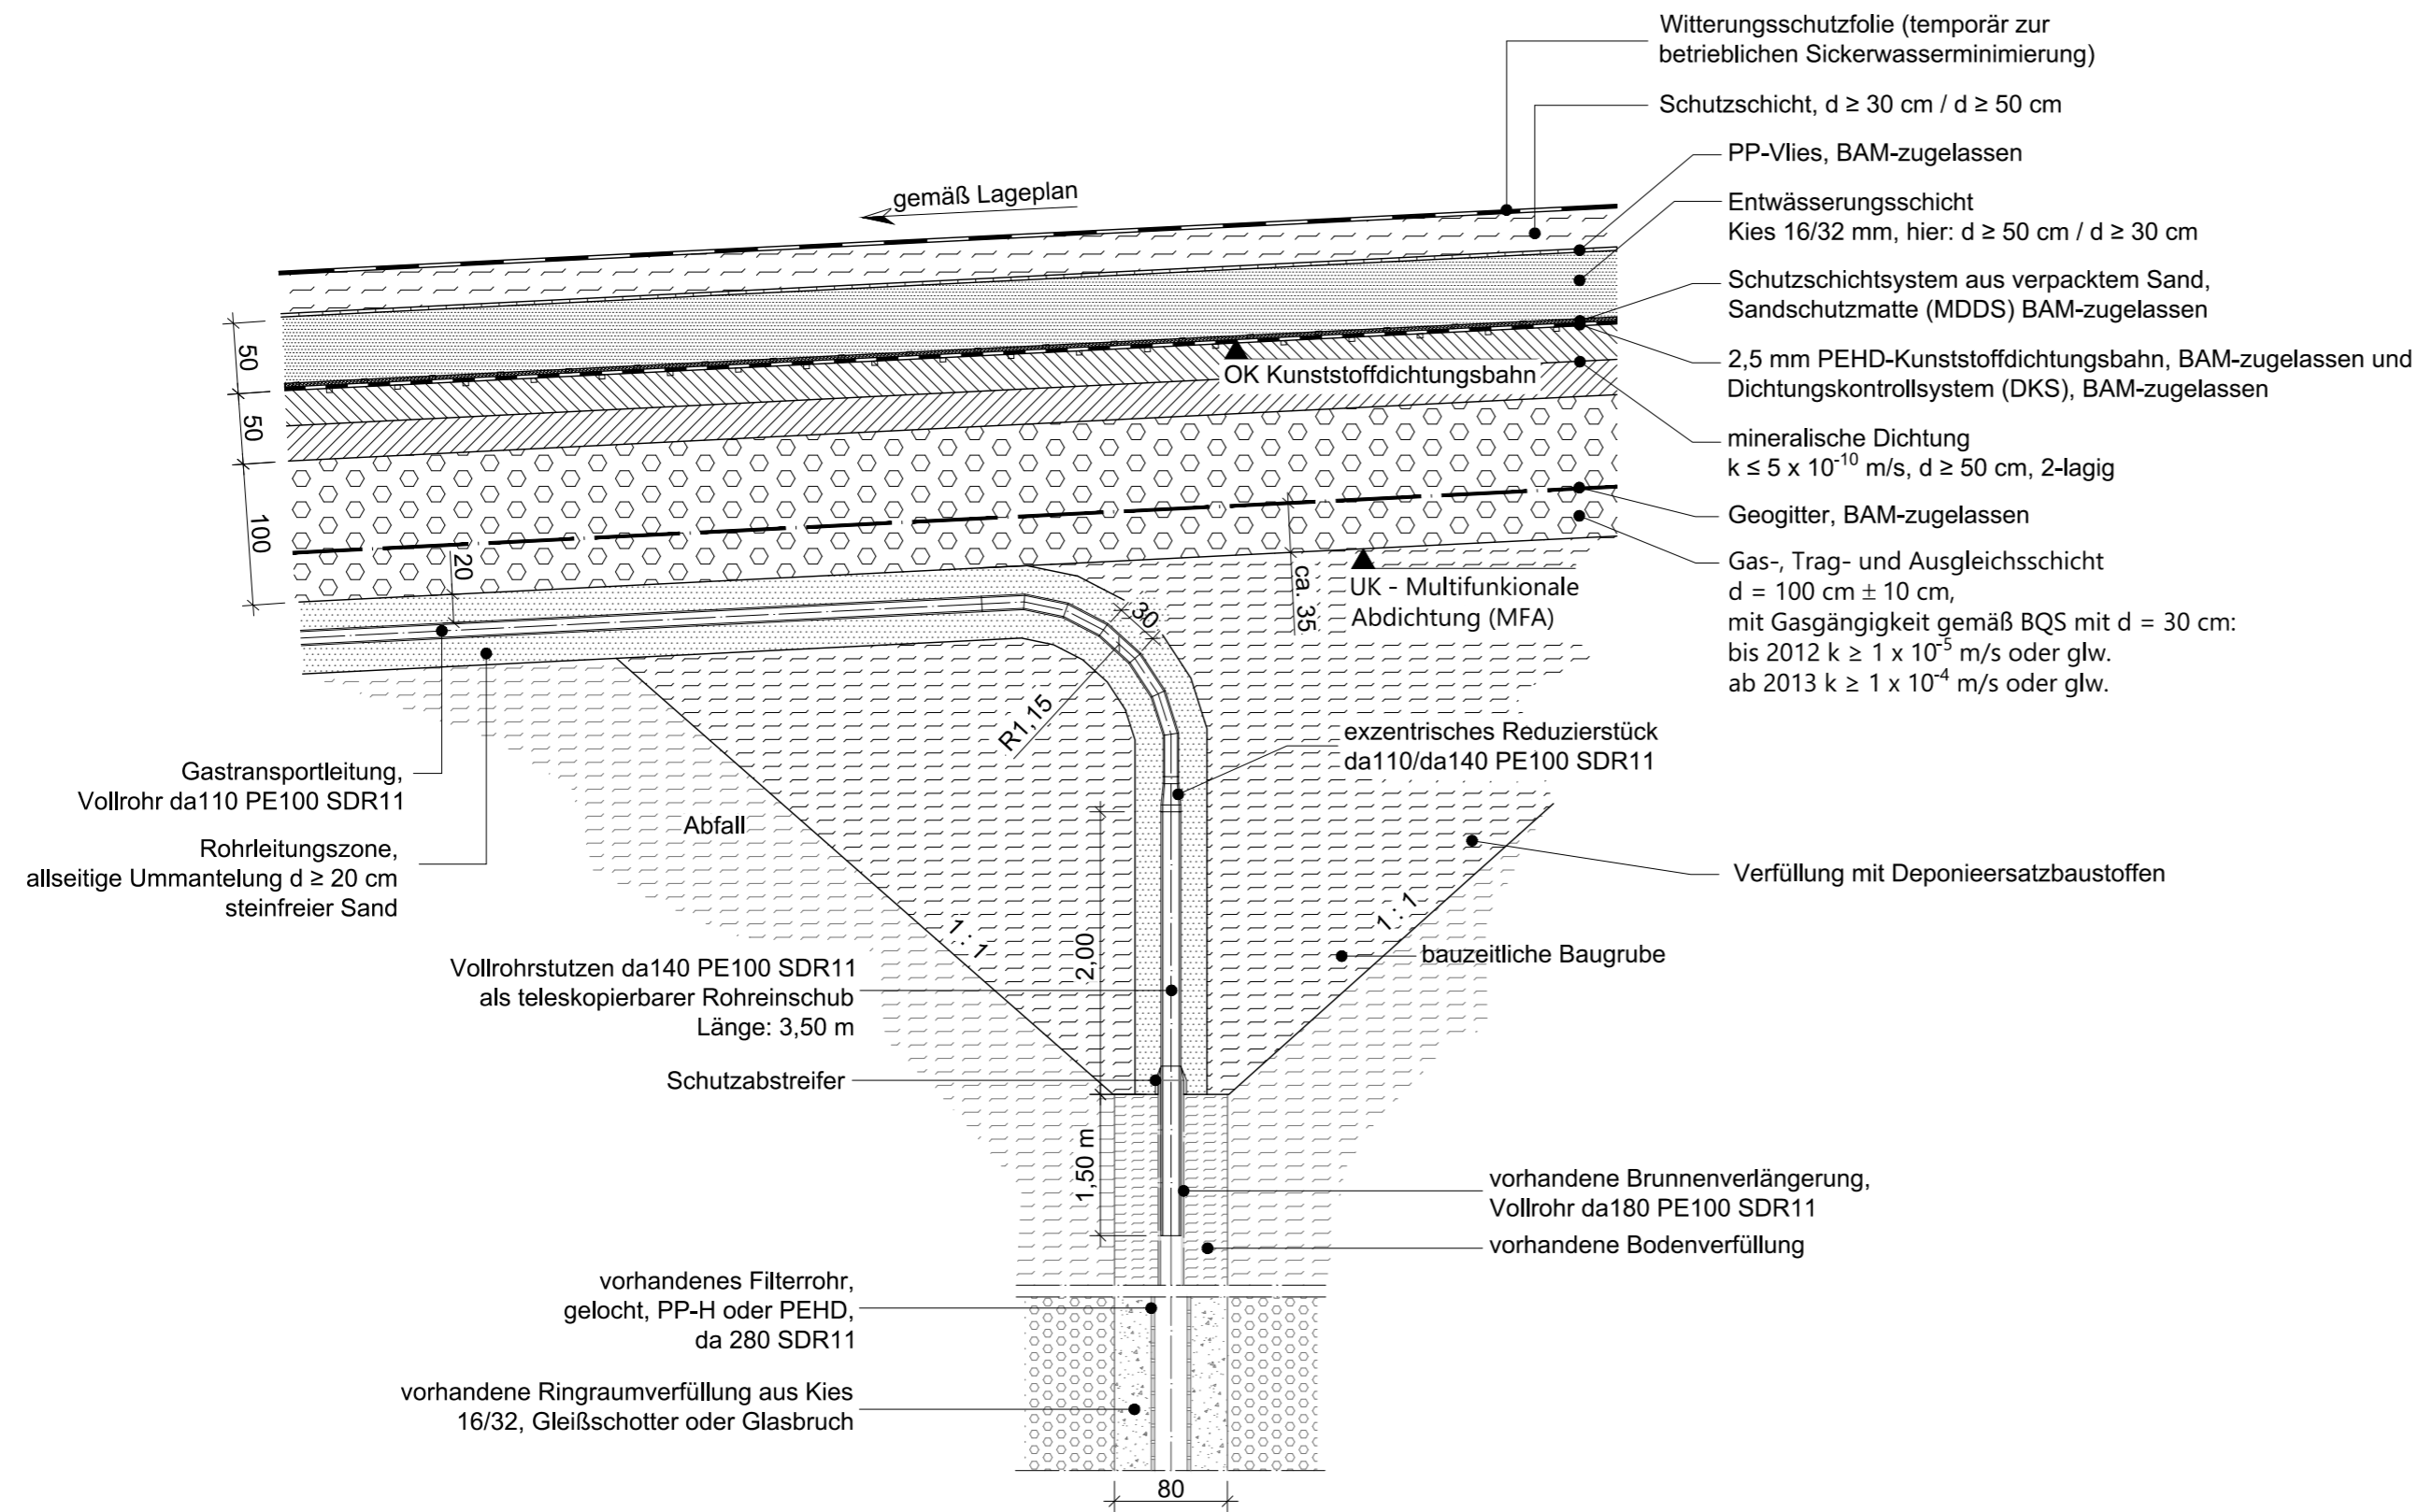 Witterungsschutzfolie (temporär zur
betrieblichen Sickerwasserminimierung)
Schutzschicht, d ≥ 30 cm / d ≥ 50 cm
PP-Vlies, BAM-zugelassen
Entwässerungsschicht
Kies 16/32 mm, hier: d ≥ 50 cm / d ≥ 30 cm
Schutzschichtsystem aus verpacktem Sand,
Sandschutzmatte (MDDS) BAM-zugelassen
2,5 mm PEHD-Kunststoffdichtungsbahn, BAM-zugelassen und
Dichtungskontrollsystem (DKS), BAM-zugelassen
mineralische Dichtung
k ≤ 5 x 10⁻¹⁰ m/s, d ≥ 50 cm, 2-lagig
Geogitter, BAM-zugelassen
Gas-, Trag- und Ausgleichsschicht
d = 100 cm ± 10 cm,
mit Gasgängigkeit gemäß BQS mit d = 30 cm:
bis 2012 k ≥ 1 x 10⁻⁵ m/s oder glw.
ab 2013 k ≥ 1 x 10⁻⁴ m/s oder glw.
gemäß Lageplan
50
50
100
20
OK Kunststoffdichtungsbahn
ca. 35
UK - Multifunkionale
Abdichtung (MFA)
30
R1,15
exzentrisches Reduzierstück
da110/da140 PE100 SDR11
Gastransportleitung,
Vollrohr da110 PE100 SDR11
Abfall
Rohrleitungszone,
allseitige Ummantelung d ≥ 20 cm
steinfreier Sand
Verfüllung mit Deponieersatzbaustoffen
1 : 1
1 : 1
2,00
bauzeitliche Baugrube
Vollrohrstutzen da140 PE100 SDR11
als teleskopierbarer Rohreinschub
Länge: 3,50 m
Schutzabstreifer
1,50 m
vorhandene Brunnenverlängerung,
Vollrohr da180 PE100 SDR11
vorhandene Bodenverfüllung
vorhandenes Filterrohr,
gelocht, PP-H oder PEHD,
da 280 SDR11
vorhandene Ringraumverfüllung aus Kies
16/32, Gleißschotter oder Glasbruch
80